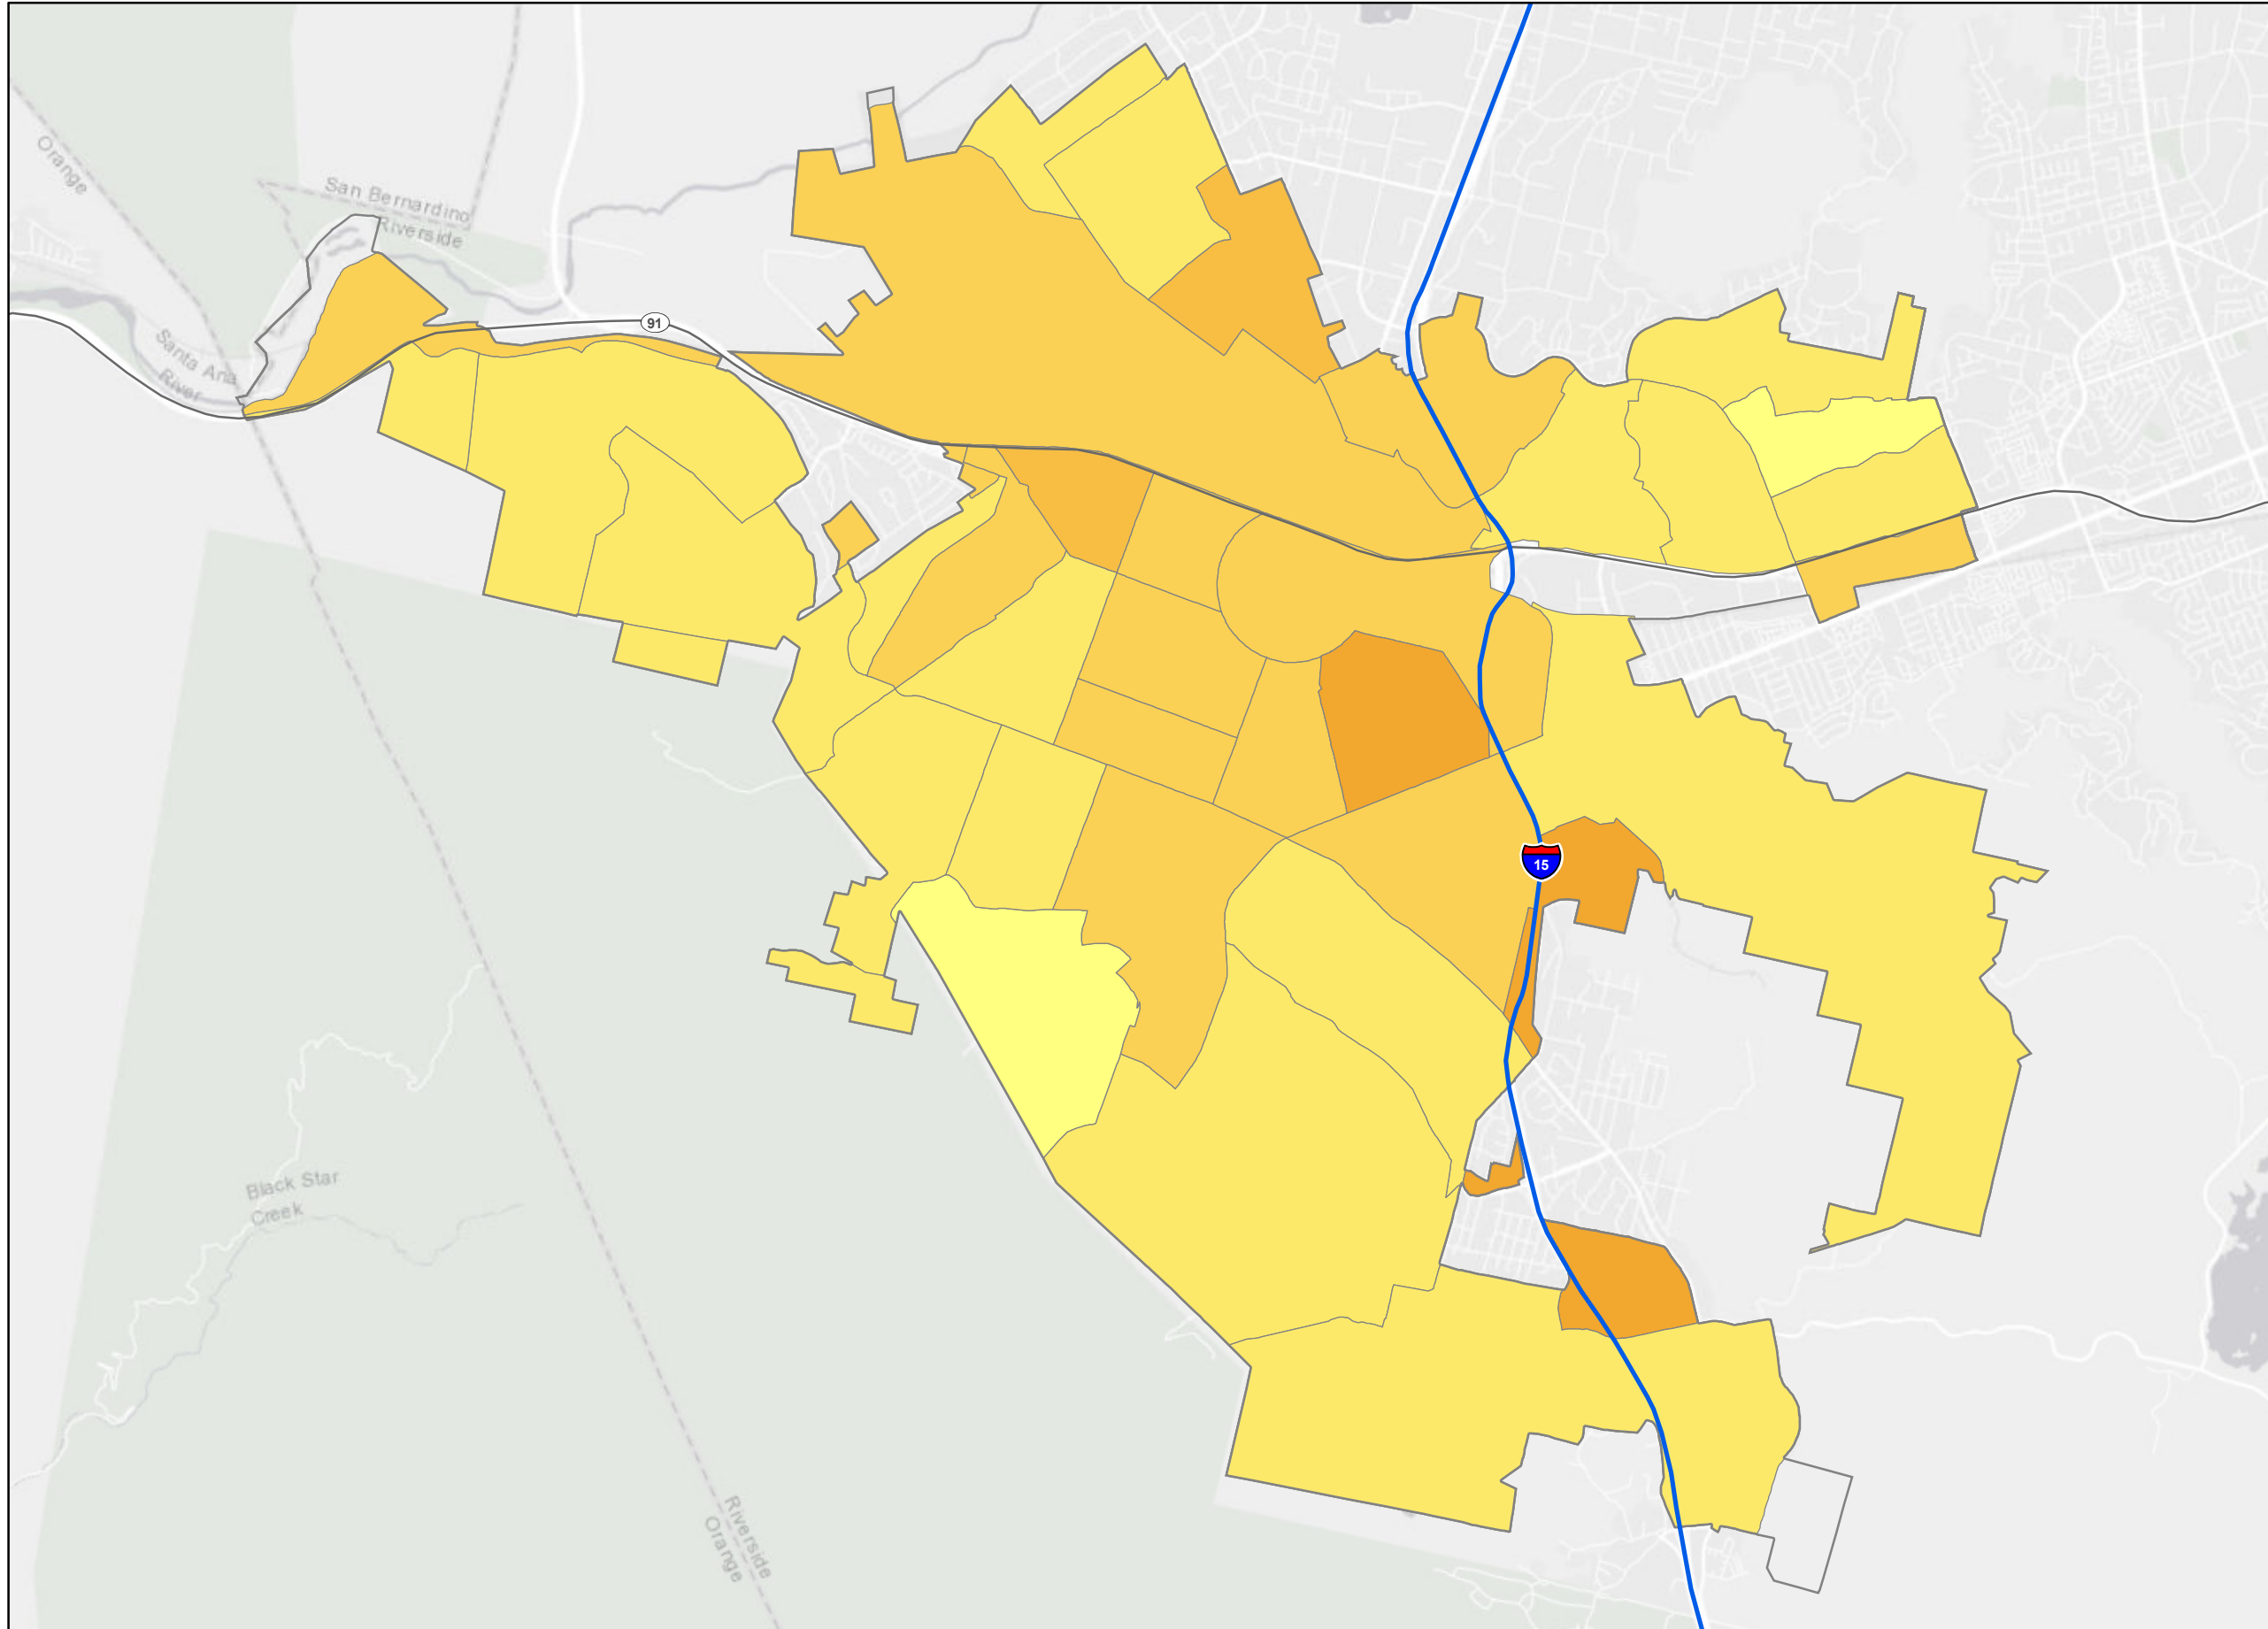 Orange
San Bernardino
Riverside
91
Santa Ana
River
15
Black Star
Creek
Riverside
Orange